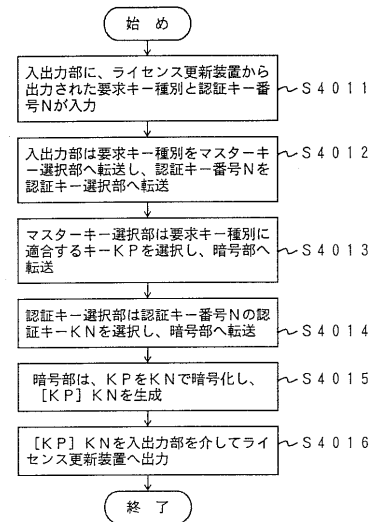 始 め
入出力部に、ライセンス更新装置から
出力された要求キー種別と認証キー番
号Nが入力
S4011
入出力部は要求キー種別をマスターキ
ー選択部へ転送し、認証キー番号Nを
認証キー選択部へ転送
S4012
マスターキー選択部は要求キー種別に
適合するキーKPを選択し、暗号部へ
転送
S4013
認証キー選択部は認証キー番号Nの認
証キーKNを選択し、暗号部へ転送
S4014
暗号部は、KPをKNで暗号化し、
[KP]KNを生成
S4015
[KP]KNを入出力部を介してライ
センス更新装置へ出力
S4016
終 了